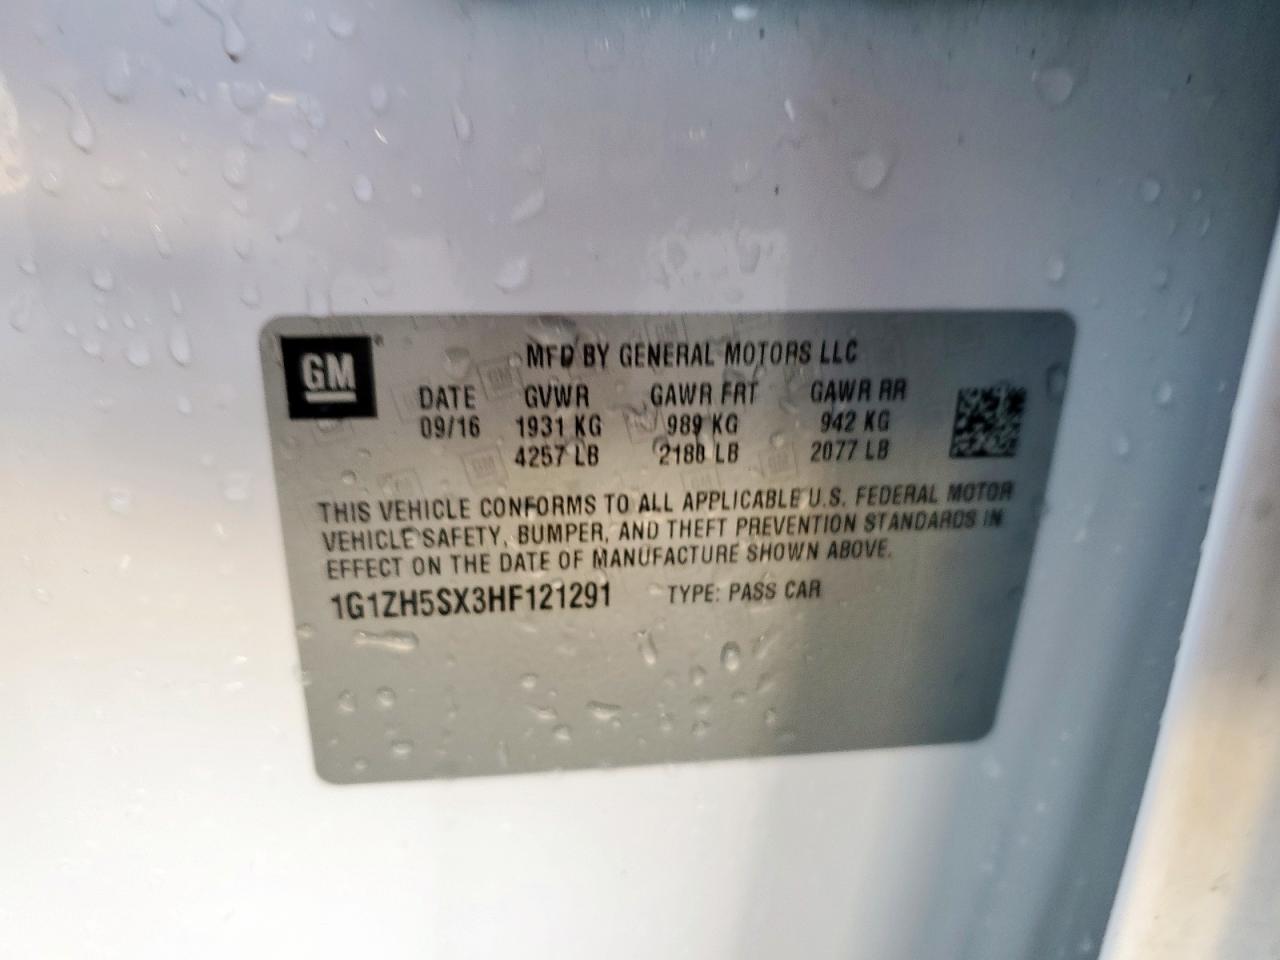 GM
MFD BY GENERAL MOTORS LLC
DATE GVWR GAWR FRT GAWR RR
09/16 1931 KG 989 KG 942 KG
4257 LB 2180 LB 2077 LB
THIS VEHICLE CONFORMS TO ALL APPLICABLE U.S. FEDERAL MOTOR
VEHICLE SAFETY, BUMPER, AND THEFT PREVENTION STANDARDS IN
EFFECT ON THE DATE OF MANUFACTURE SHOWN ABOVE.
1G1ZH5SX3HF121291 TYPE: PASS CAR